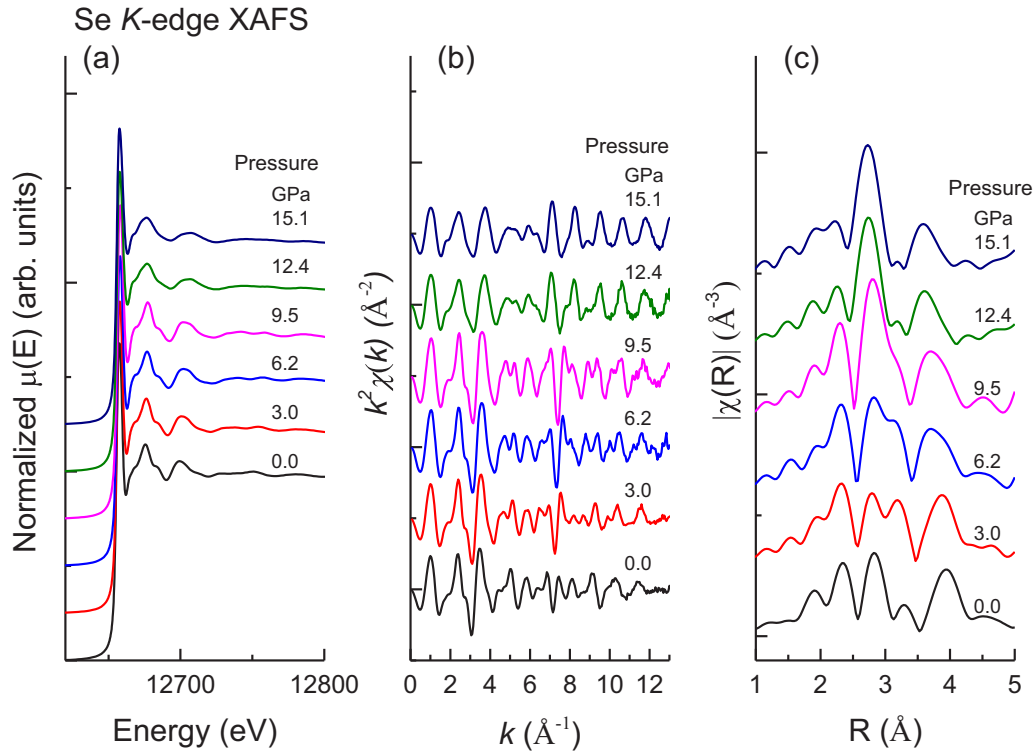 Se K-edge XAFS
(a)
Normalized μ(E) (arb. units)
Pressure
GPa
15.1
12.4
9.5
6.2
3.0
0.0
12700
12800
Energy (eV)
(b)
k²χ(k) (Å⁻²)
Pressure
GPa
15.1
12.4
9.5
6.2
3.0
0.0
0 2 4 6 8 10 12
k (Å⁻¹)
(c)
|χ(R)| (Å⁻³)
Pressure
GPa
15.1
12.4
9.5
6.2
3.0
0.0
1 2 3 4 5
R (Å)